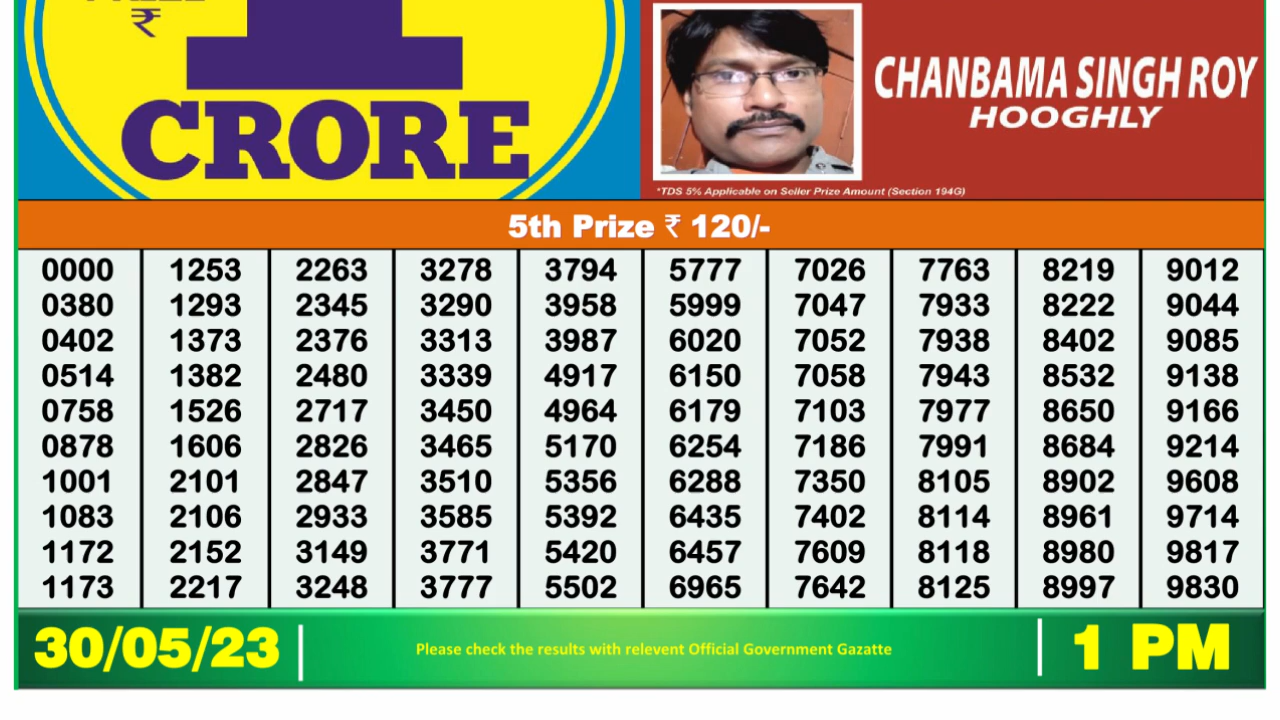 ₹
CRORE
CHANBAMA SINGH ROY
HOOGHLY
*TDS 5% Applicable on Seller Prize Amount (Section 194G)
5th Prize ₹ 120/-
0000 1253 2263 3278 3794 5777 7026 7763 8219 9012
0380 1293 2345 3290 3958 5999 7047 7933 8222 9044
0402 1373 2376 3313 3987 6020 7052 7938 8402 9085
0514 1382 2480 3339 4917 6150 7058 7943 8532 9138
0758 1526 2717 3450 4964 6179 7103 7977 8650 9166
0878 1606 2826 3465 5170 6254 7186 7991 8684 9214
1001 2101 2847 3510 5356 6288 7350 8105 8902 9608
1083 2106 2933 3585 5392 6435 7402 8114 8961 9714
1172 2152 3149 3771 5420 6457 7609 8118 8980 9817
1173 2217 3248 3777 5502 6965 7642 8125 8997 9830
30/05/23 Please check the results with relevent Official Government Gazatte 1 PM